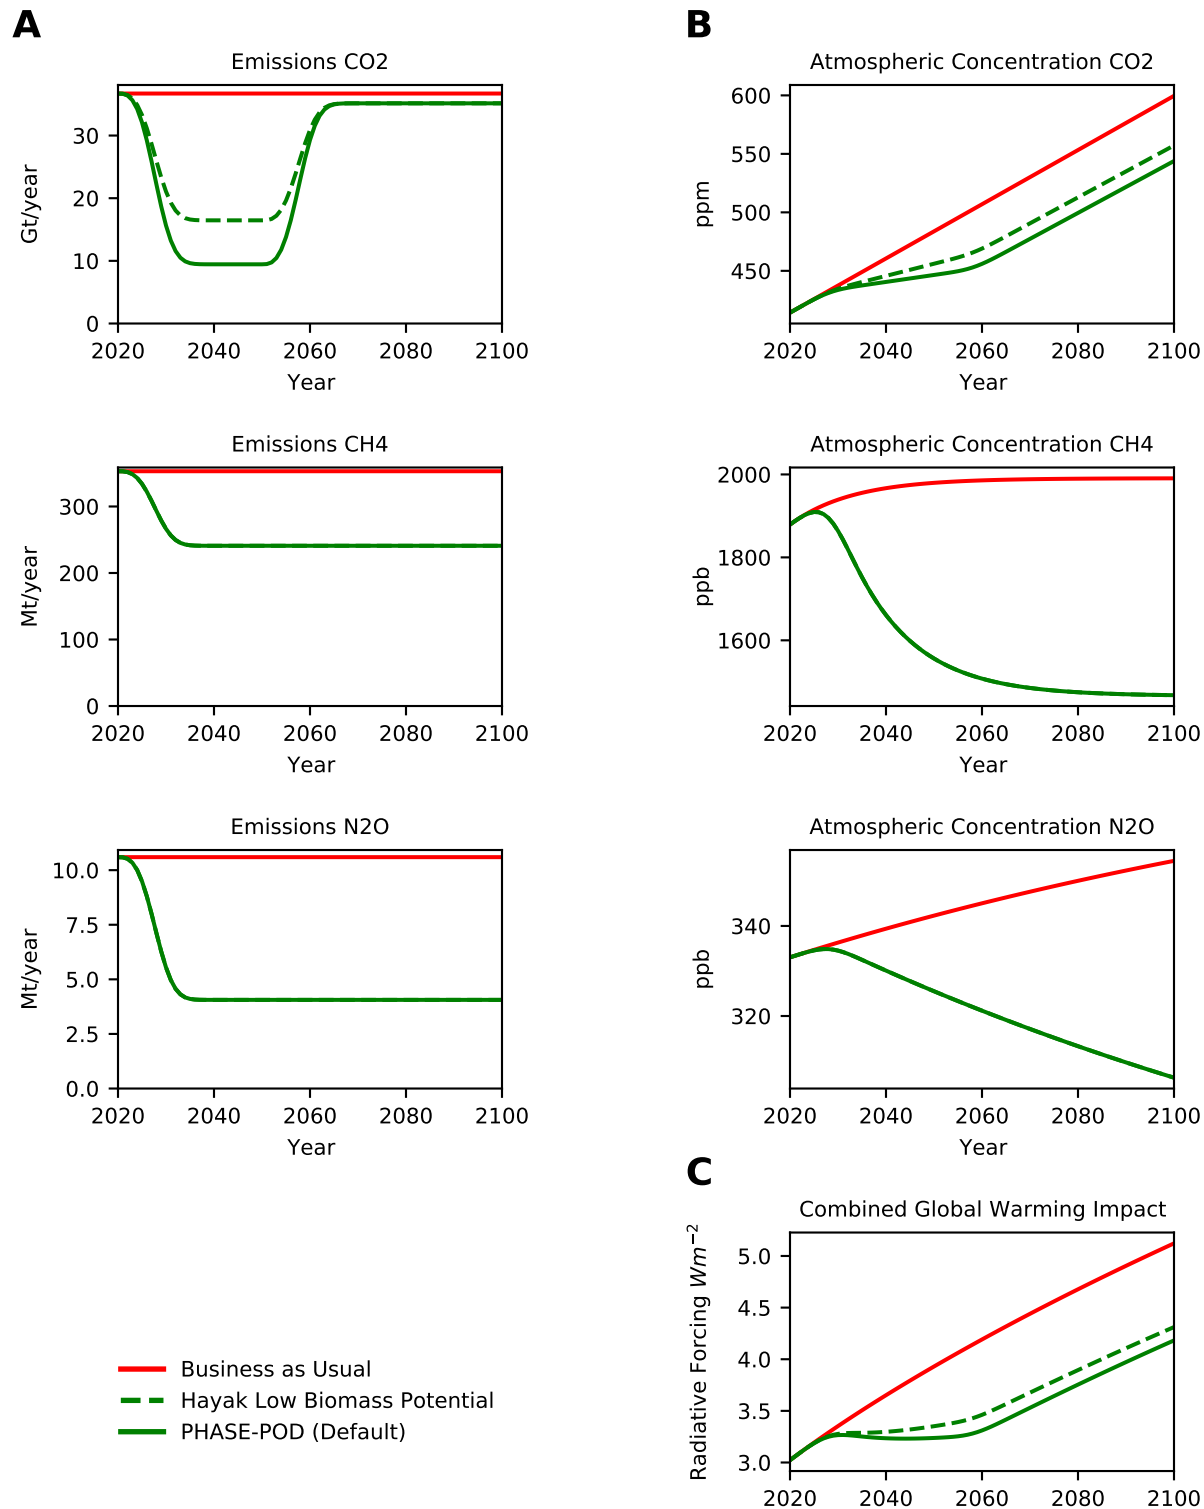 A
B
Emissions CO2
Gt/year
30
20
10
0
2020 2040 2060 2080 2100
Year
Atmospheric Concentration CO2
ppm
600
550
500
450
2020 2040 2060 2080 2100
Year
Emissions CH4
Mt/year
300
200
100
0
2020 2040 2060 2080 2100
Year
Atmospheric Concentration CH4
ppb
2000
1800
1600
2020 2040 2060 2080 2100
Year
Emissions N2O
Mt/year
10.0
7.5
5.0
2.5
0.0
2020 2040 2060 2080 2100
Year
Atmospheric Concentration N2O
ppb
340
320
2020 2040 2060 2080 2100
Year
C
Combined Global Warming Impact
Radiative Forcing Wm⁻²
5.0
4.5
4.0
3.5
3.0
2020 2040 2060 2080 2100
Business as Usual
Hayak Low Biomass Potential
PHASE-POD (Default)